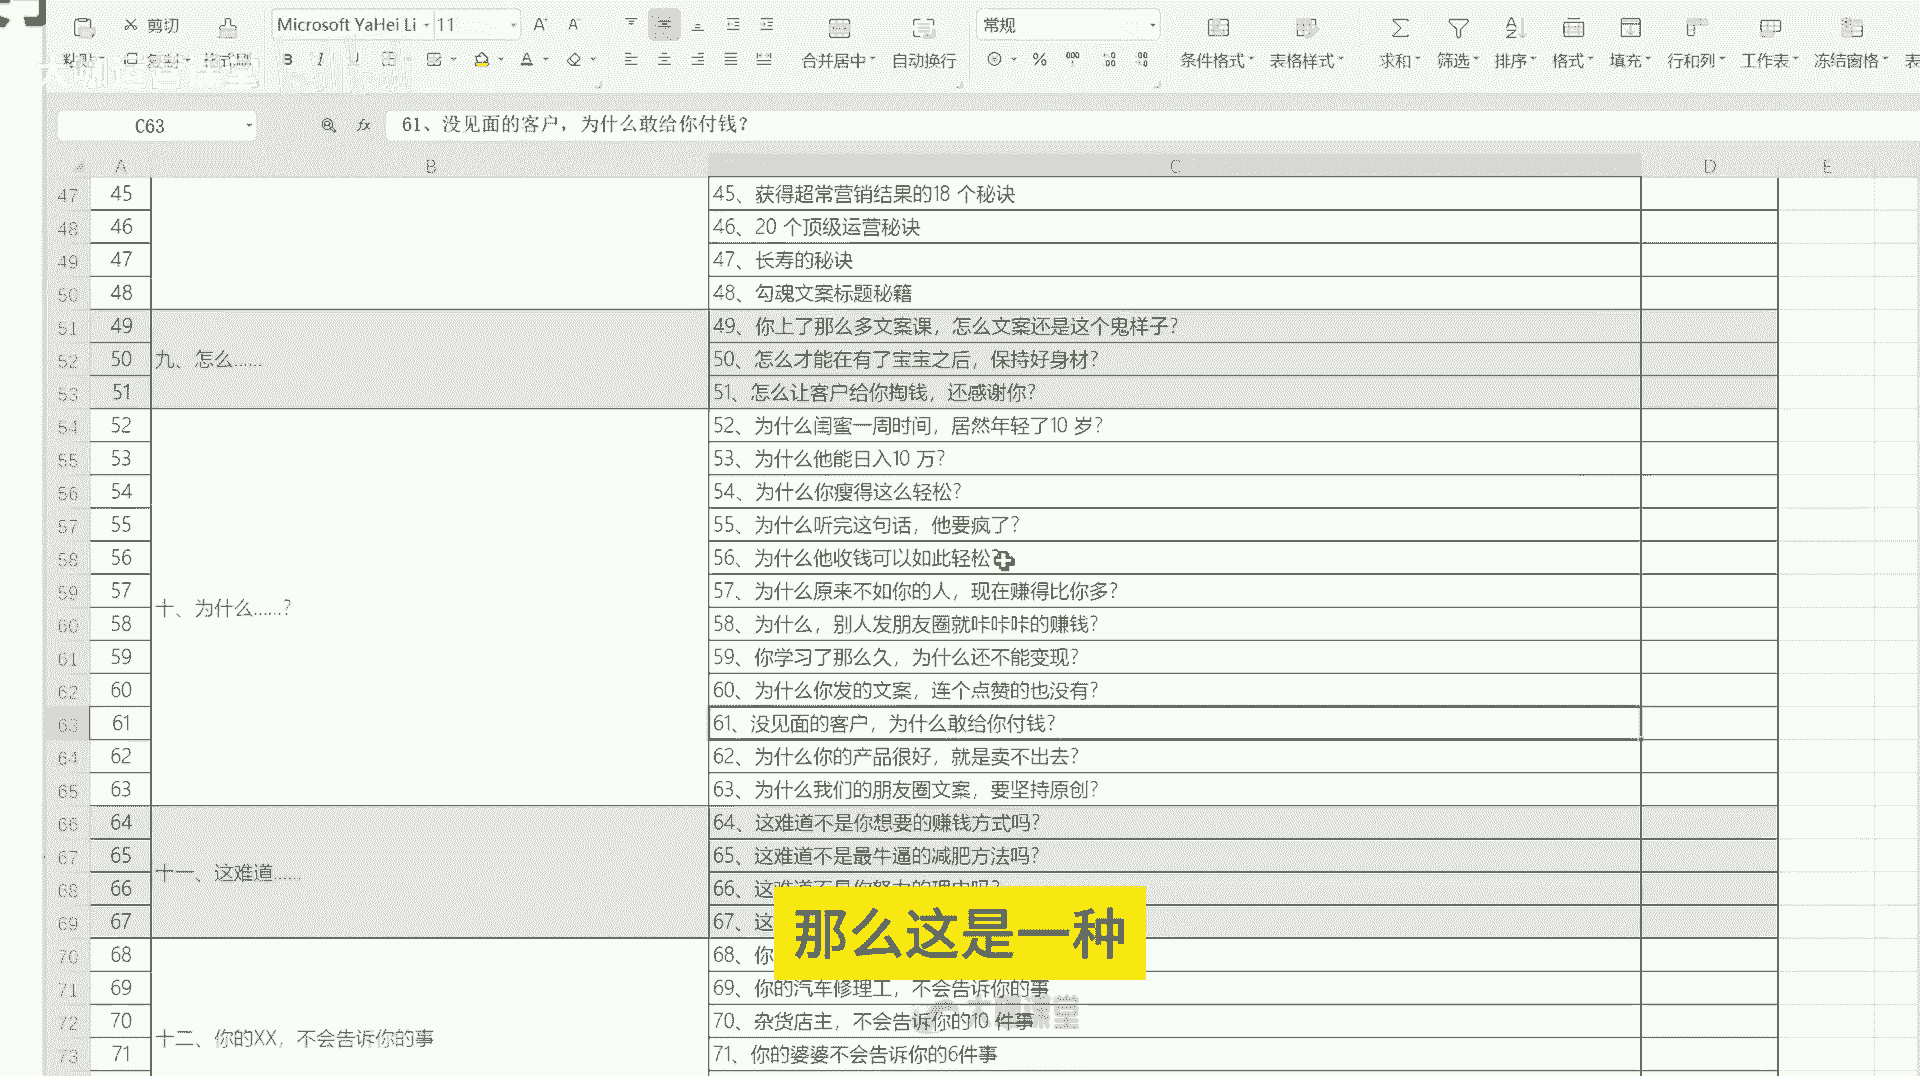 剪切 Microsoft YaHei Li 11 A⁺ A⁻ 常规
粘贴 复制 格式刷 B I U A 合并居中 自动换行 % 000 条件格式 表格样式 求和 筛选 排序 格式 填充 行和列 工作表 冻结窗格 表
C63 fx 61、没见面的客户，为什么敢给你付钱？
A B C D E
47 45 45、获得超常营销结果的18 个秘诀
48 46 46、20 个顶级运营秘诀
49 47 47、长寿的秘诀
50 48 48、勾魂文案标题秘籍
51 49 49、你上了那么多文案课，怎么文案还是这个鬼样子？
52 50 九、怎么...... 50、怎么才能在有了宝宝之后，保持好身材？
53 51 51、怎么让客户给你掏钱，还感谢你？
54 52 52、为什么闺蜜一周时间，居然年轻了10 岁？
55 53 53、为什么他能日入10 万？
56 54 54、为什么你瘦得这么轻松？
57 55 55、为什么听完这句话，他要疯了？
58 56 56、为什么他收钱可以如此轻松
59 57 57、为什么原来不如你的人，现在赚得比你多？
十、为什么......？
60 58 58、为什么，别人发朋友圈就咔咔咔的赚钱？
61 59 59、你学习了那么久，为什么还不能变现？
62 60 60、为什么你发的文案，连个点赞的也没有？
63 61 61、没见面的客户，为什么敢给你付钱？
64 62 62、为什么你的产品很好，就是卖不出去？
65 63 63、为什么我们的朋友圈文案，要坚持原创？
66 64 64、这难道不是你想要的赚钱方式吗？
67 65 65、这难道不是最牛逼的减肥方法吗？
十一、这难道......
68 66 66、这难道不是你努力的理由吗？
69 67 67、这
那么这是一种
70 68 68、你
71 69 69、你的汽车修理工，不会告诉你的事
72 70 70、杂货店主，不会告诉你的10 件事
十二、你的XX，不会告诉你的事
73 71 71、你的婆婆不会告诉你的6件事